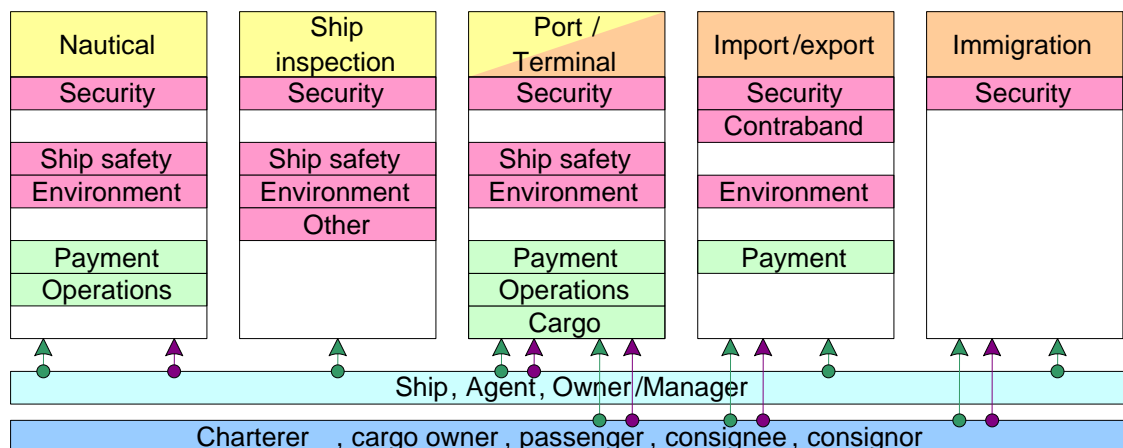 Nautical
Security
Ship safety
Environment
Payment
Operations
Ship
inspection
Security
Ship safety
Environment
Other
Port /
Terminal
Security
Ship safety
Environment
Payment
Operations
Cargo
Import/export
Security
Contraband
Environment
Payment
Immigration
Security
Ship, Agent, Owner/Manager
Charterer , cargo owner, passenger, consignee, consignor